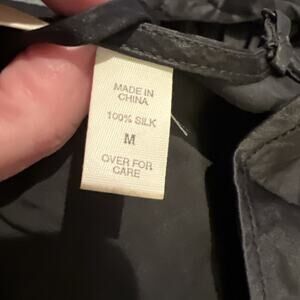 MADE IN
CHINA
100% SILK
M
OVER FOR
CARE